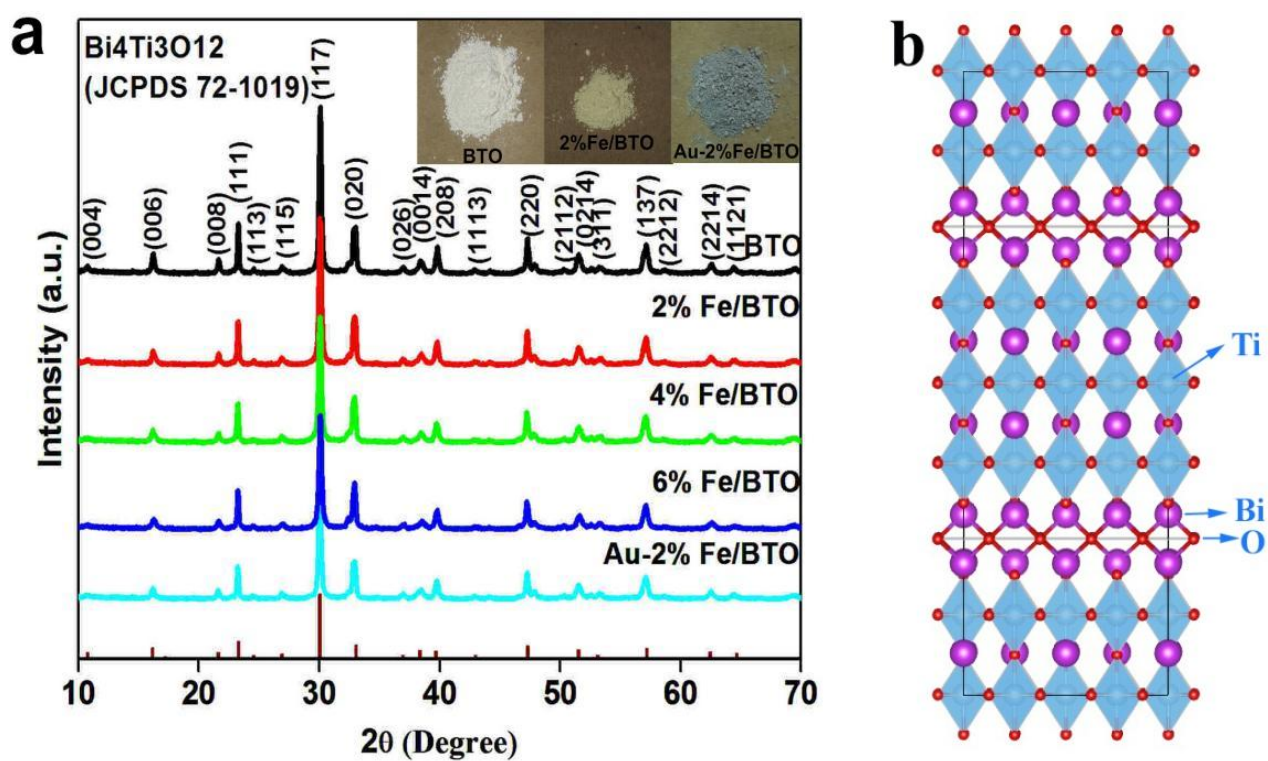 a
Bi4Ti3O12
(JCPDS 72-1019)
BTO
2%Fe/BTO
Au-2%Fe/BTO
(004)
(006)
(008)
(111)
(113)
(115)
(117)
(020)
(026)
(0014)
(208)
(1113)
(220)
(2112)
(0214)
(311)
(137)
(2212)
(2214)
(1121)
BTO
2% Fe/BTO
4% Fe/BTO
6% Fe/BTO
Au-2% Fe/BTO
Intensity (a.u.)
10 20 30 40 50 60 70
2θ (Degree)
b
Ti
Bi
O